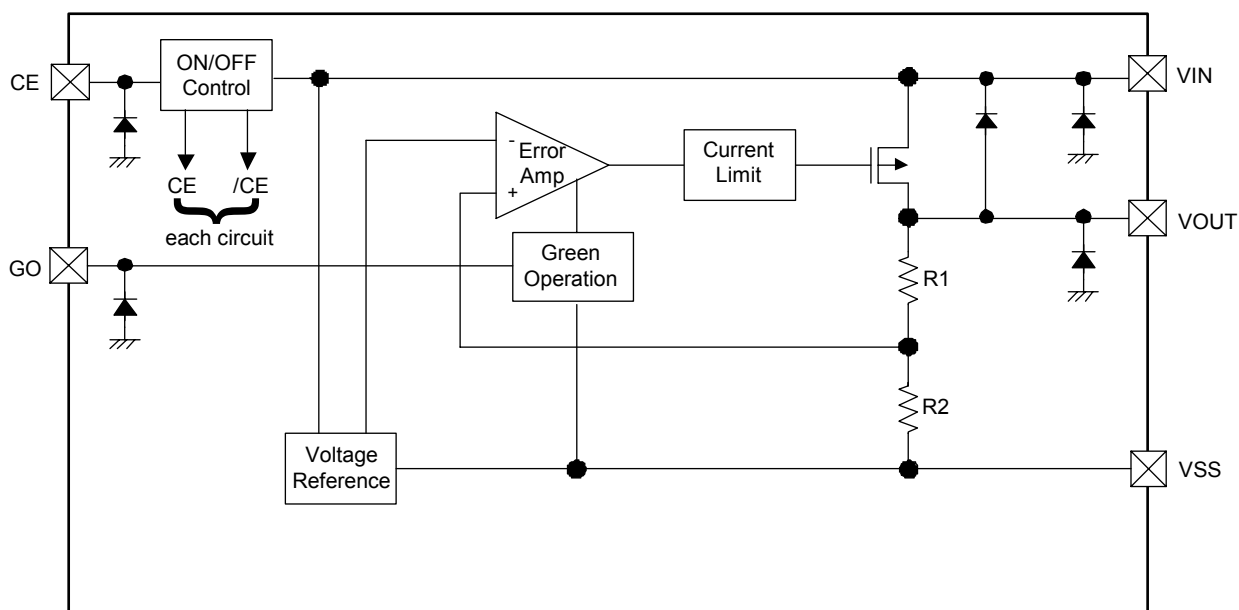 CE
ON/OFF
Control
VIN
-
Error
Amp
+
Current
Limit
CE /CE
each circuit
VOUT
GO
Green
Operation
R1
R2
Voltage
Reference
VSS